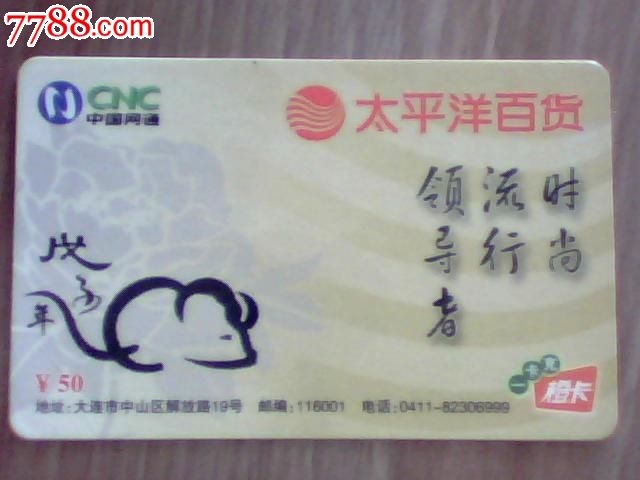 7788.com
CNC
中国网通
太平洋百货
时尚
流行
领导者
戊子
年
¥ 50
一卡充
橙卡
地址:大连市中山区解放路19号 邮编:116001 电话:0411-82306999